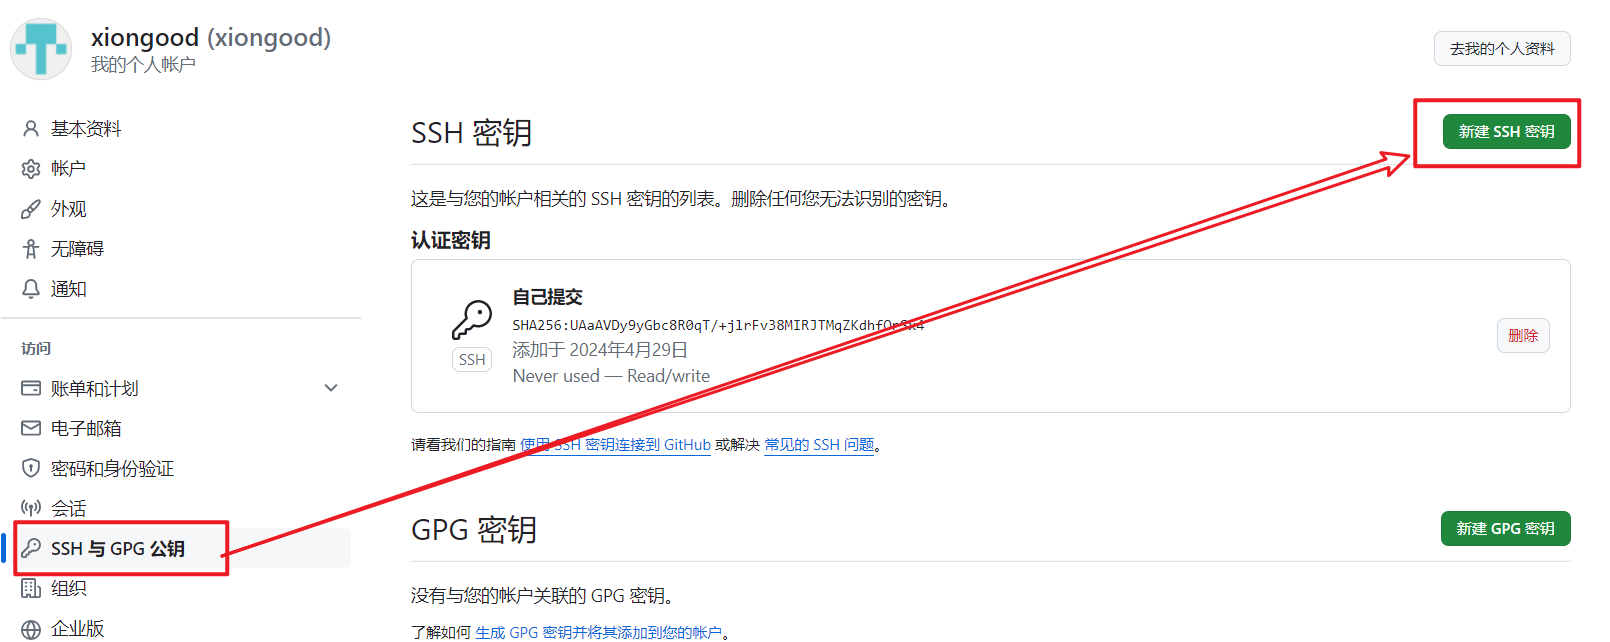 xiongood (xiongood)
我的个人帐户
去我的个人资料
基本资料
帐户
外观
无障碍
通知
访问
账单和计划
电子邮箱
密码和身份验证
会话
SSH 与 GPG 公钥
组织
企业版
SSH 密钥
新建 SSH 密钥
这是与您的帐户相关的 SSH 密钥的列表。删除任何您无法识别的密钥。
认证密钥
自己提交
SSH
添加于 2024年4月29日
Never used — Read/write
删除
请看我们的指南 使用 SSH 密钥连接到 GitHub 或解决 常见的 SSH 问题。
GPG 密钥
新建 GPG 密钥
没有与您的帐户关联的 GPG 密钥。
了解如何 生成 GPG 密钥并将其添加到您的帐户。